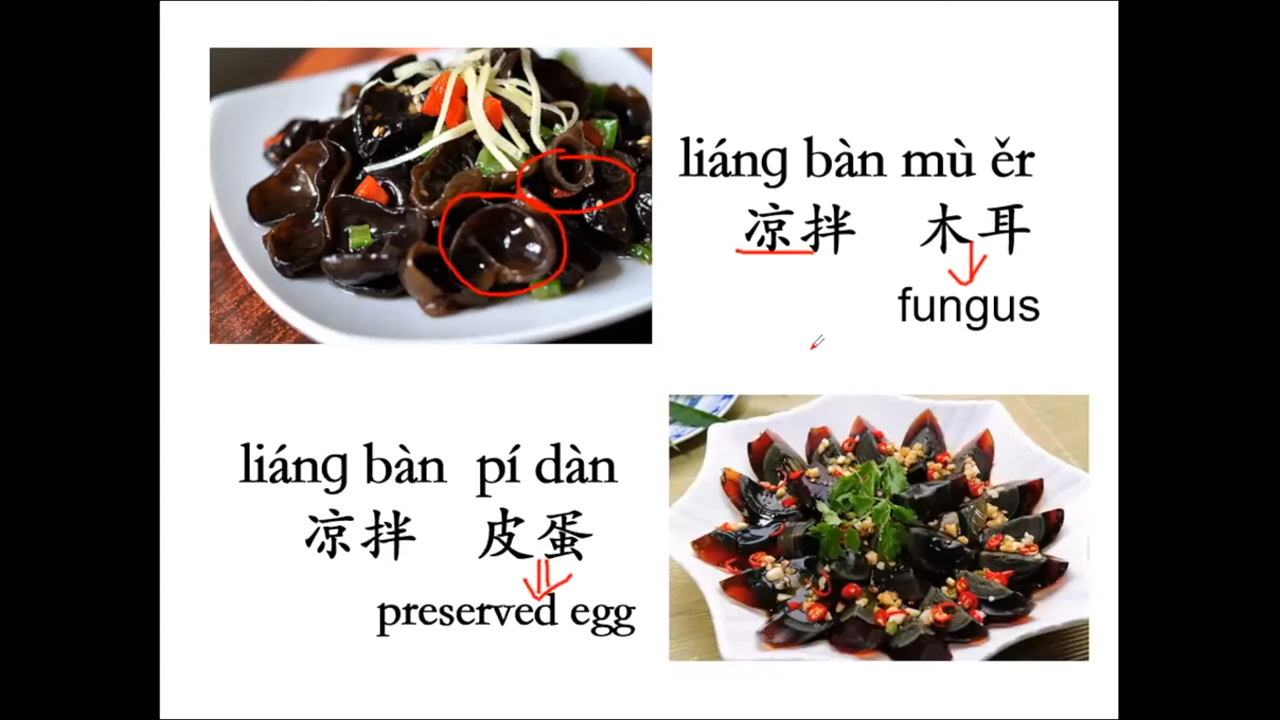 liáng bàn mù ěr
凉拌 木耳
fungus
liáng bàn pí dàn
凉拌 皮蛋
preserved egg